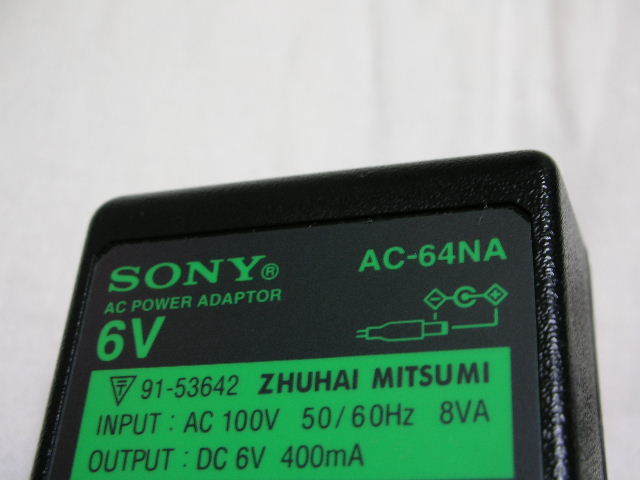 SONY® AC-64NA
AC POWER ADAPTOR
6V
91-53642 ZHUHAI MITSUMI
INPUT : AC 100V 50/60Hz 8VA
OUTPUT : DC 6V 400mA